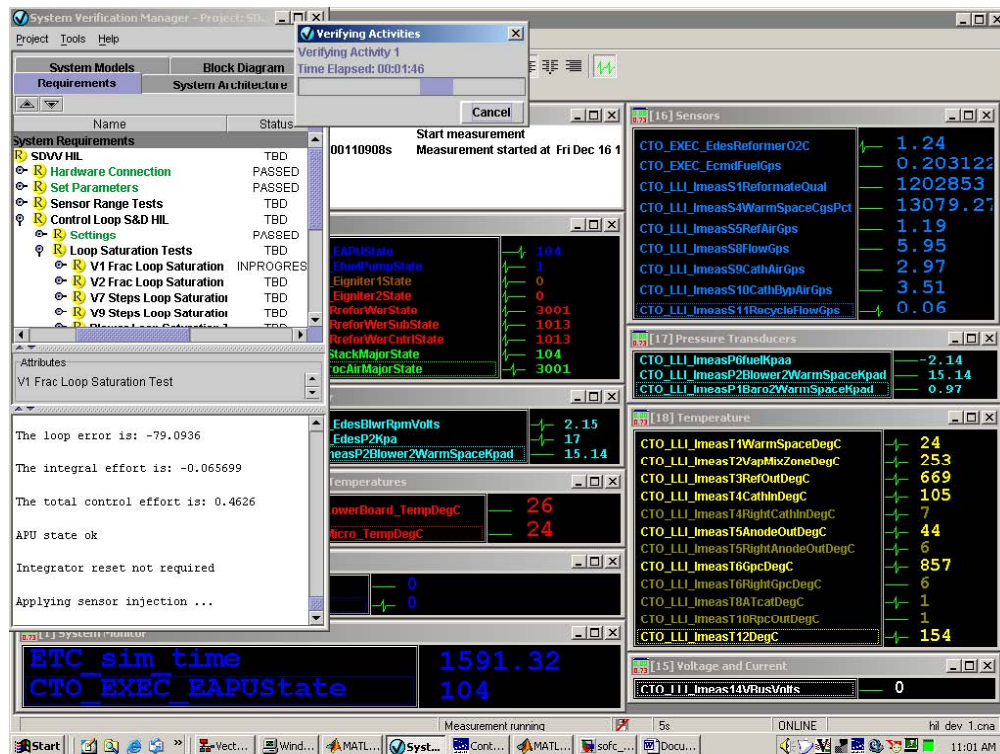 System Verification Manager - Project: SD...
Project Tools Help
System Models Block Diagram
Requirements System Architecture
Name Status
System Requirements
SDVV HIL TBD
Hardware Connection PASSED
Set Parameters PASSED
Sensor Range Tests TBD
Control Loop S&D HIL TBD
Settings PASSED
Loop Saturation Tests TBD
V1 Frac Loop Saturation INPROGRES
V2 Frac Loop Saturation TBD
V7 Steps Loop Saturation TBD
V9 Steps Loop Saturation TBD
Attributes
V1 Frac Loop Saturation Test
The loop error is: -79.0936
The integral effort is: -0.065699
The total control effort is: 0.4626
APU state ok
Integrator reset not required
Applying sensor injection ...
Verifying Activities
Verifying Activity 1
Time Elapsed: 00:01:46
Cancel
Start measurement
00110908s Measurement started at Fri Dec 16 1
_EAPUState 104
_EfuelPumpState 1
_Eigniter1State 0
_Eigniter2State 0
RreforWerState 3001
RreforWerSubState 1013
RreforWerCntrlState 1013
StackMajorState 104
rocAirMajorState 3001
_EdesBlwrRpmVolts 2.15
_EdesP2Kpa 17
measP2Blower2WarmSpaceKpad 15.14
Temperatures
owerBoard_TempDegC 26
Micro_TempDegC 24
0
0
[1] System Monitor
ETC_sim_time 1591.32
CTO_EXEC_EAPUState 104
[16] Sensors
CTO_EXEC_EdesReformerO2C 1.24
CTO_EXEC_EcmdFuelGps 0.203122
CTO_LLI_ImeasS1ReformateQual 1202853
CTO_LLI_ImeasS4WarmSpaceCgsPct 13079.27
CTO_LLI_ImeasS5RefAirGps 1.19
CTO_LLI_ImeasS8FlowGps 5.95
CTO_LLI_ImeasS9CathAirGps 2.97
CTO_LLI_ImeasS10CathBypAirGps 3.51
CTO_LLI_ImeasS11RecycleFlowGps 0.06
[17] Pressure Transducers
CTO_LLI_ImeasP6fuelKpaa -2.14
CTO_LLI_ImeasP2Blower2WarmSpaceKpad 15.14
CTO_LLI_ImeasP1Baro2WarmSpaceKpad 0.97
[18] Temperature
CTO_LLI_ImeasT1WarmSpaceDegC 24
CTO_LLI_ImeasT2VapMixZoneDegC 253
CTO_LLI_ImeasT3RefOutDegC 669
CTO_LLI_ImeasT4CathInDegC 105
CTO_LLI_ImeasT4RightCathInDegC 7
CTO_LLI_ImeasT5AnodeOutDegC 44
CTO_LLI_ImeasT5RightAnodeOutDegC 6
CTO_LLI_ImeasT6GpcDegC 857
CTO_LLI_ImeasT6RightGpcDegC 6
CTO_LLI_ImeasT8ATcatDegC 1
CTO_LLI_ImeasT10RpcOutDegC 1
CTO_LLI_ImeasT12DegC 154
[15] Voltage and Current
CTO_LLI_Imeas14VBusVolts 0
Measurement running 5s ONLINE hil dev 1.cna
Start Vect... Wind... MATL... Syst... Cont... MATL... sofc_... Docu... 11:01 AM